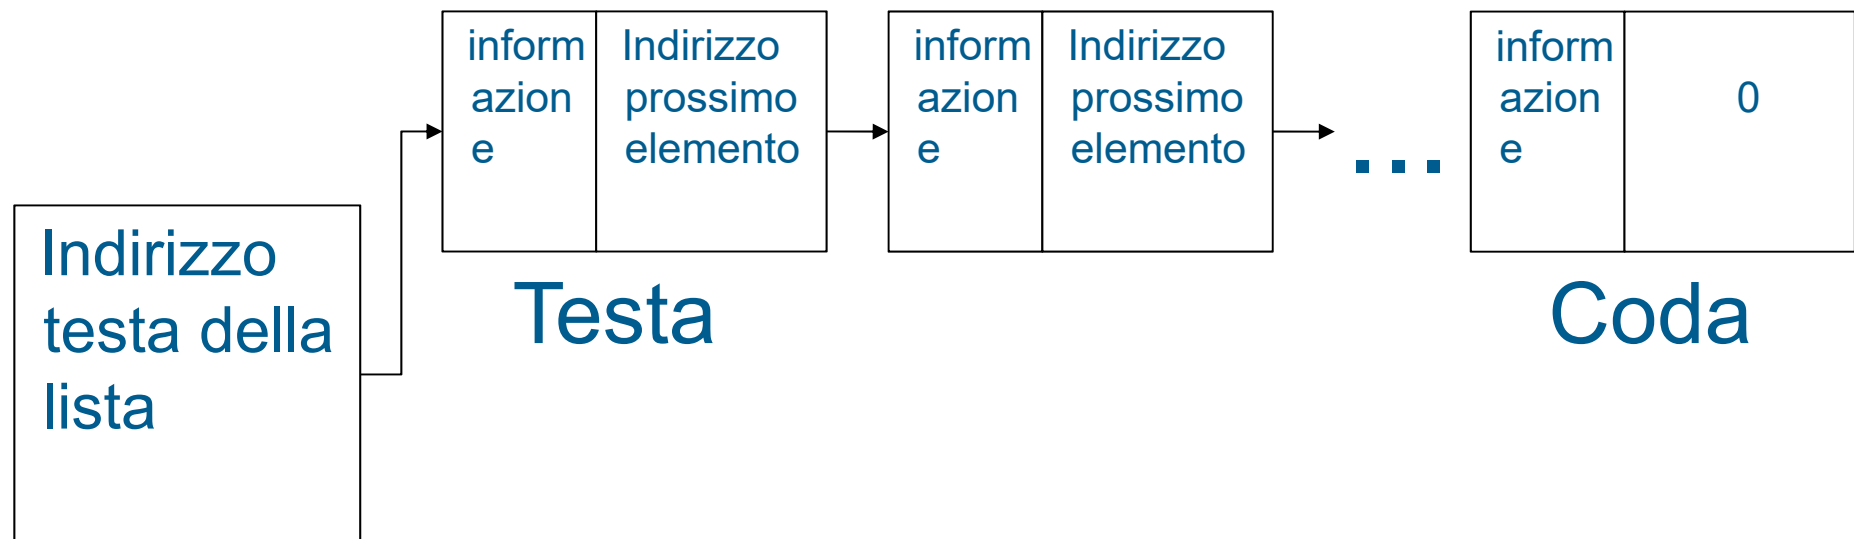 inform
azion
e
Indirizzo
prossimo
elemento
inform
azion
e
Indirizzo
prossimo
elemento
...
inform
azion
e
0
Indirizzo
testa della
lista
Testa
Coda